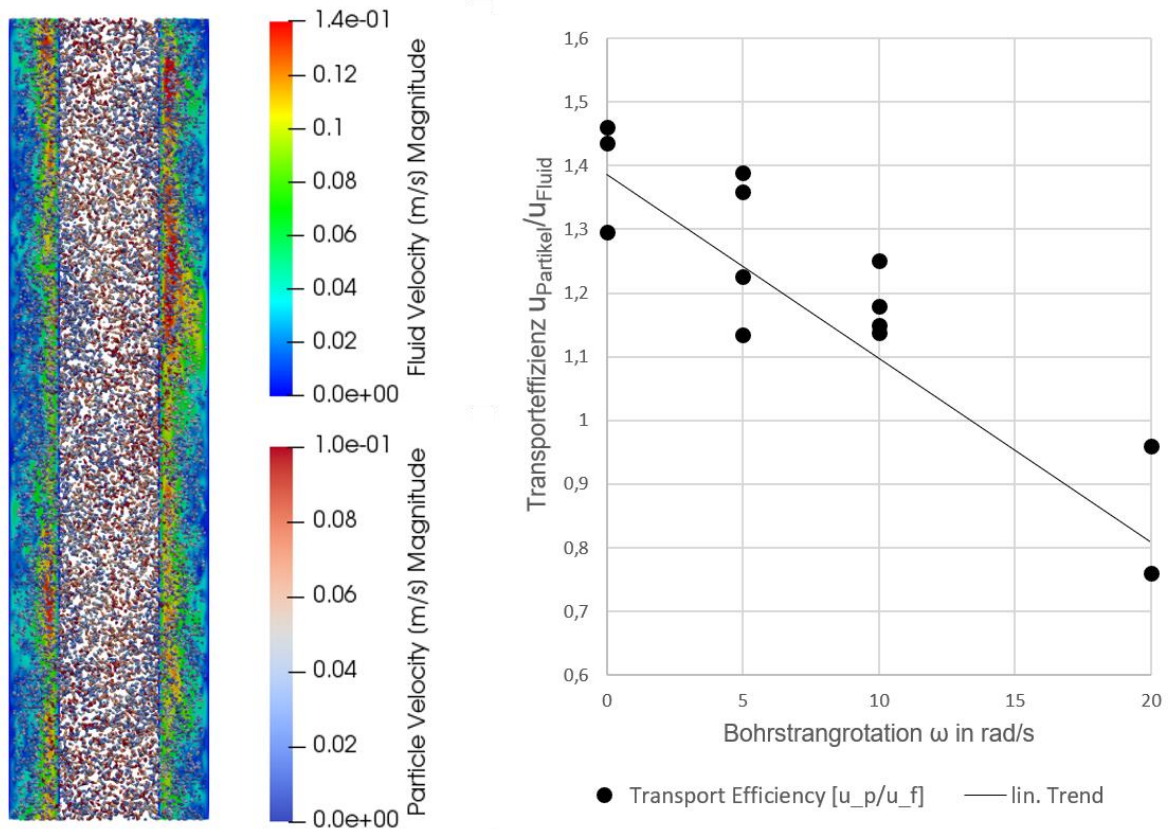 1.4e-01
0.12
0.1
0.08
0.06
0.04
0.02
0.0e+00
Fluid Velocity (m/s) Magnitude
1.0e-01
0.08
0.06
0.04
0.02
0.0e+00
Particle Velocity (m/s) Magnitude
Transporteffizienz uPartikel/uFluid
1,6
1,5
1,4
1,3
1,2
1,1
1
0,9
0,8
0,7
0,6
0 5 10 15 20
Bohrstrangrotation ω in rad/s
Transport Efficiency [u_p/u_f] lin. Trend